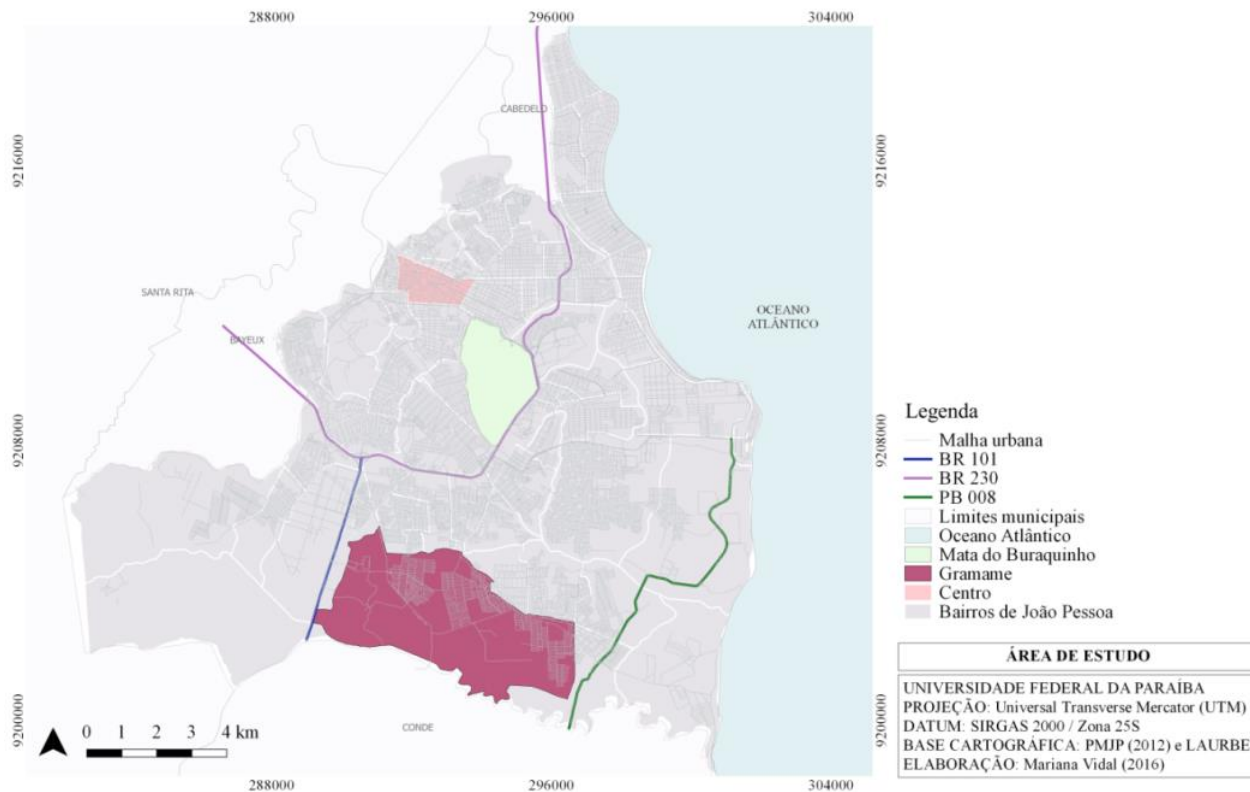 288000
296000
304000
CABEDELO
9216000
9216000
SANTA RITA
BAYEUX
OCEANO
ATLÂNTICO
9208000
9208000
Legenda
Malha urbana
BR 101
BR 230
PB 008
Limites municipais
Oceano Atlântico
Mata do Buraquinho
Gramame
Centro
Bairros de João Pessoa
ÁREA DE ESTUDO
UNIVERSIDADE FEDERAL DA PARAÍBA
PROJEÇÃO: Universal Transverse Mercator (UTM)
DATUM: SIRGAS 2000 / Zona 25S
BASE CARTOGRÁFICA: PMJP (2012) e LAURBE
ELABORAÇÃO: Mariana Vidal (2016)
9200000
9200000
CONDE
0 1 2 3 4 km
288000
296000
304000